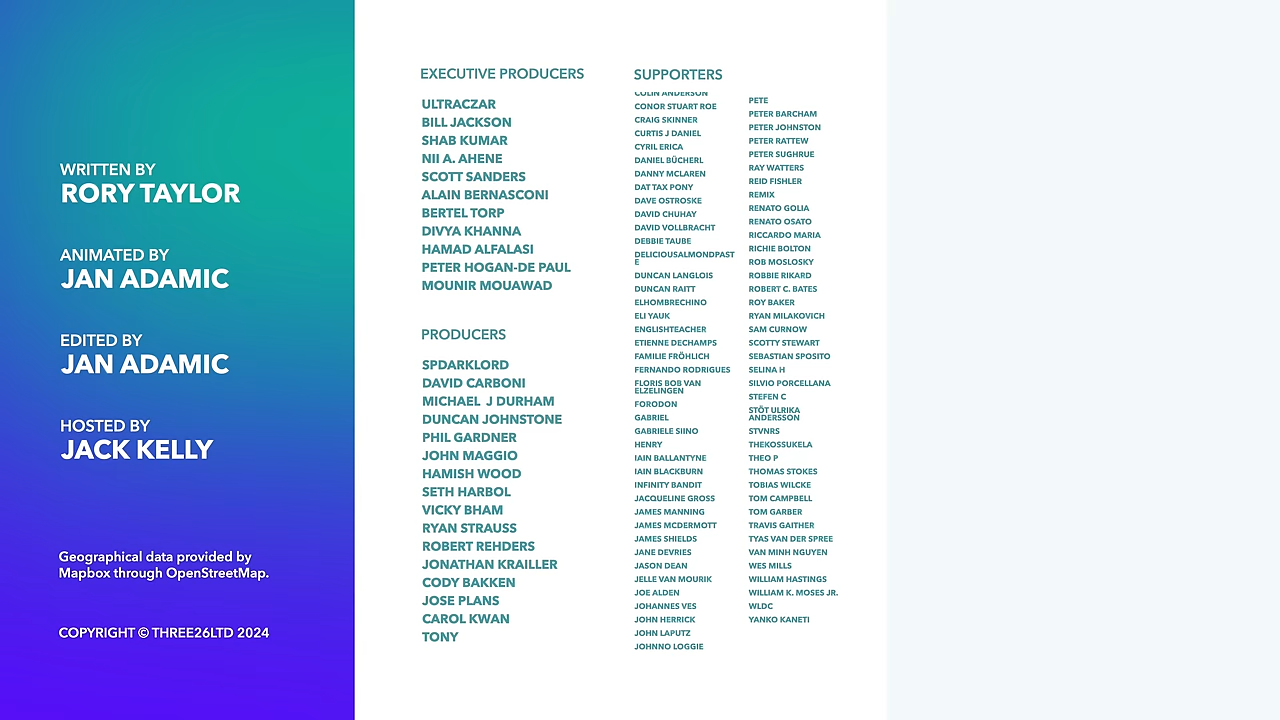 WRITTEN BY
RORY TAYLOR
ANIMATED BY
JAN ADAMIC
EDITED BY
JAN ADAMIC
HOSTED BY
JACK KELLY
Geographical data provided by
Mapbox through OpenStreetMap.
COPYRIGHT © THREE26LTD 2024
EXECUTIVE PRODUCERS
ULTRACZAR
BILL JACKSON
SHAB KUMAR
NII A. AHENE
SCOTT SANDERS
ALAIN BERNASCONI
BERTEL TORP
DIVYA KHANNA
HAMAD ALFALASI
PETER HOGAN-DE PAUL
MOUNIR MOUAWAD
PRODUCERS
SPDARKLORD
DAVID CARBONI
MICHAEL J DURHAM
DUNCAN JOHNSTONE
PHIL GARDNER
JOHN MAGGIO
HAMISH WOOD
SETH HARBOL
VICKY BHAM
RYAN STRAUSS
ROBERT REHDERS
JONATHAN KRAILLER
CODY BAKKEN
JOSE PLANS
CAROL KWAN
TONY
SUPPORTERS
COLIN ANDERSON
CONOR STUART ROE
CRAIG SKINNER
CURTIS J DANIEL
CYRIL ERICA
DANIEL BÜCHERL
DANNY MCLAREN
DAT TAX PONY
DAVE OSTROSKE
DAVID CHUHAY
DAVID VOLLBRACHT
DEBBIE TAUBE
DELICIOUSALMONDPAST
E
DUNCAN LANGLOIS
DUNCAN RAITT
ELHOMBRECHINO
ELI YAUK
ENGLISHTEACHER
ETIENNE DECHAMPS
FAMILIE FRÖHLICH
FERNANDO RODRIGUES
FLORIS BOB VAN
ELZELINGEN
FORODON
GABRIEL
GABRIELE SIINO
HENRY
IAIN BALLANTYNE
IAIN BLACKBURN
INFINITY BANDIT
JACQUELINE GROSS
JAMES MANNING
JAMES MCDERMOTT
JAMES SHIELDS
JANE DEVRIES
JASON DEAN
JELLE VAN MOURIK
JOE ALDEN
JOHANNES VES
JOHN HERRICK
JOHN LAPUTZ
JOHNNO LOGGIE
PETE
PETER BARCHAM
PETER JOHNSTON
PETER RATTEW
PETER SUGHRUE
RAY WATTERS
REID FISHLER
REMIX
RENATO GOLIA
RENATO OSATO
RICCARDO MARIA
RICHIE BOLTON
ROB MOSLOSKY
ROBBIE RIKARD
ROBERT C. BATES
ROY BAKER
RYAN MILAKOVICH
SAM CURNOW
SCOTTY STEWART
SEBASTIAN SPOSITO
SELINA H
SILVIO PORCELLANA
STEFEN C
STÖT ULRIKA
ANDERSSON
STVNRS
THEKOSSUKELA
THEO P
THOMAS STOKES
TOBIAS WILCKE
TOM CAMPBELL
TOM GARBER
TRAVIS GAITHER
TYAS VAN DER SPREE
VAN MINH NGUYEN
WES MILLS
WILLIAM HASTINGS
WILLIAM K. MOSES JR.
WLDC
YANKO KANETI